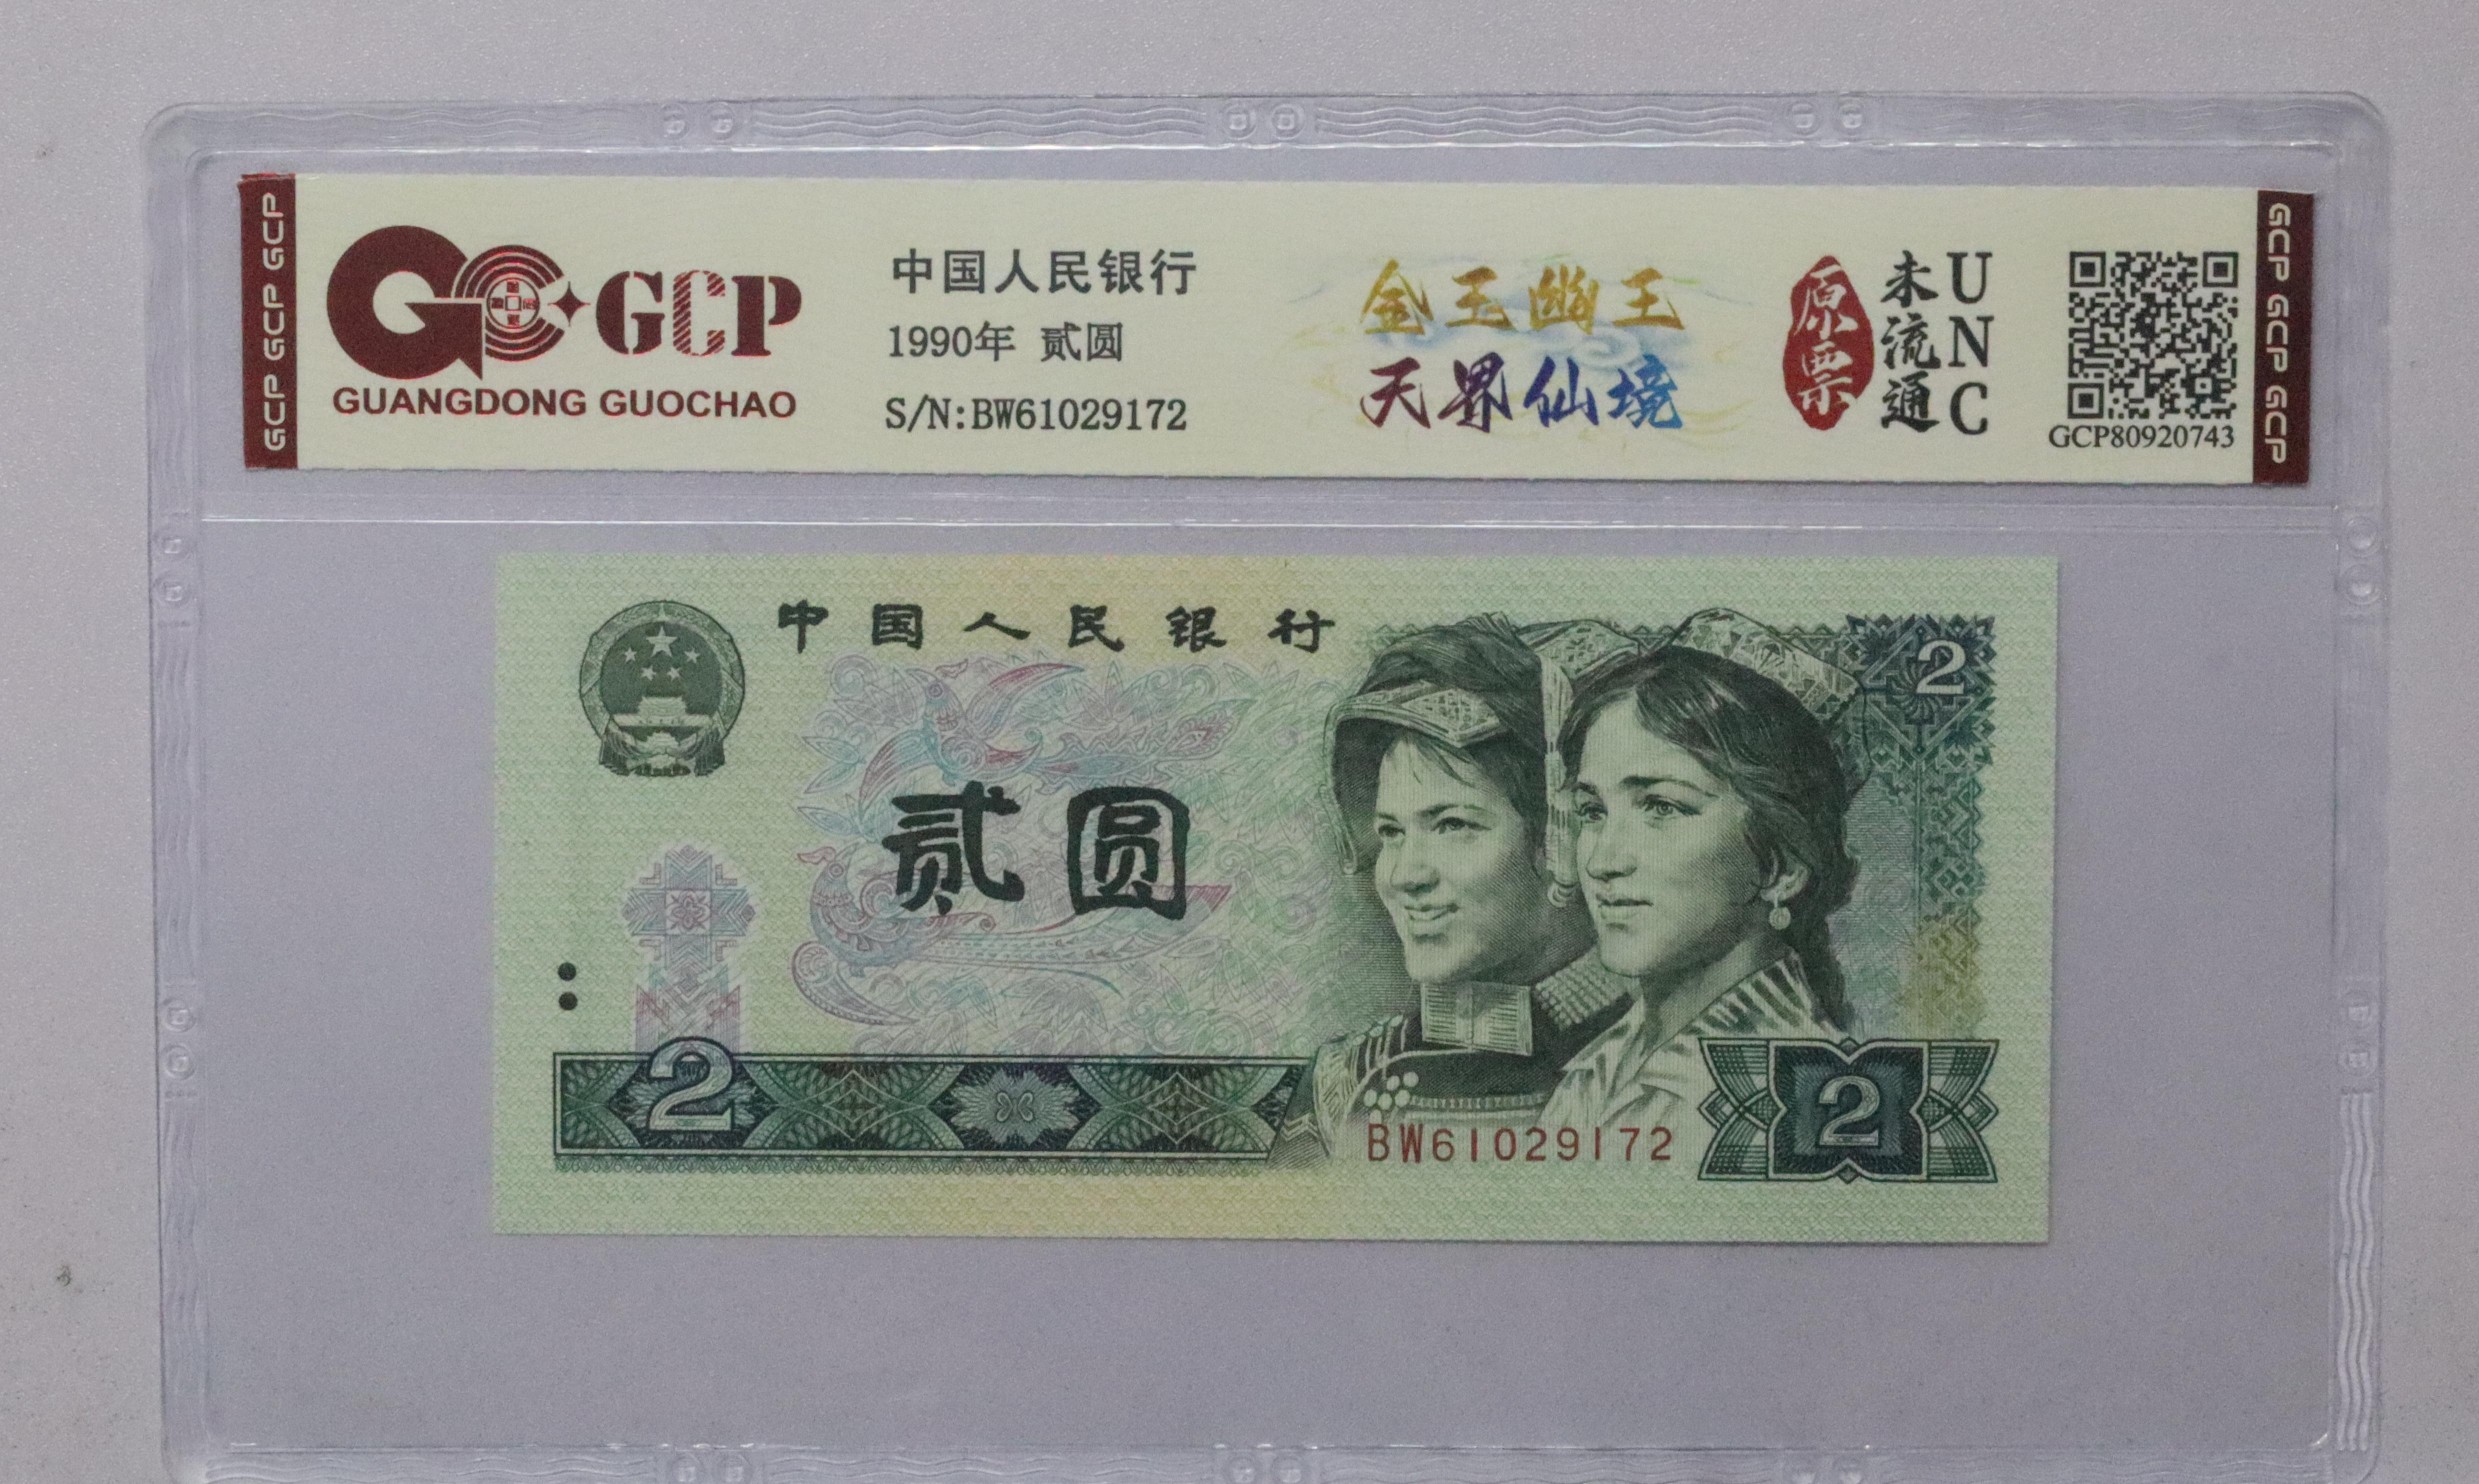 GCP GCP GCP
GCP
GUANGDONG GUOCHAO
中国人民银行
1990年 贰圆
S/N:BW61029172
金玉幽王
天界仙境
原票
未流通
UNC
GCP80920743
GCP GCP GCP
中国人民银行
2
贰圆
2
BW61029172
2